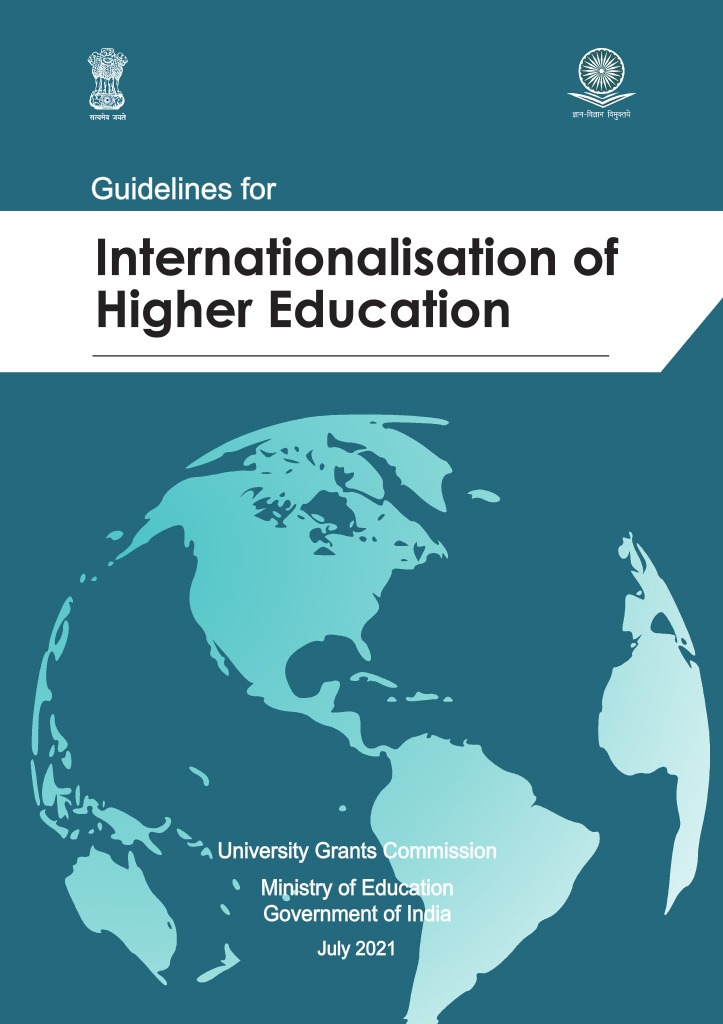 सत्यमेव जयते
ज्ञान-विज्ञान विमुक्तये
Guidelines for
Internationalisation of
Higher Education
University Grants Commission
Ministry of Education
Government of India
July 2021